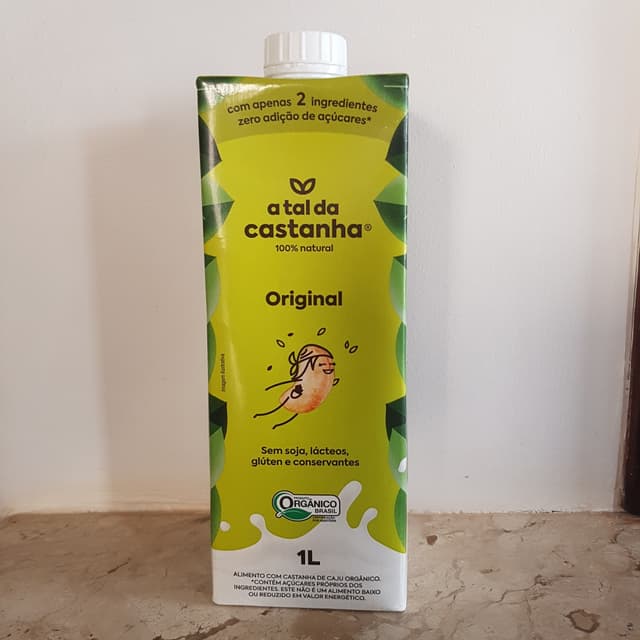 com apenas 2 ingredientes
zero adição de açúcares*
a tal da
castanha®
100% natural
Original
Sem soja, lácteos,
glúten e conservantes
PRODUTO
ORGÂNICO
BRASIL
1L
ALIMENTO COM CASTANHA DE CAJU ORGÂNICO.
*CONTÉM AÇÚCARES PRÓPRIOS DOS
INGREDIENTES. ESTE NÃO É UM ALIMENTO BAIXO
OU REDUZIDO EM VALOR ENERGÉTICO.